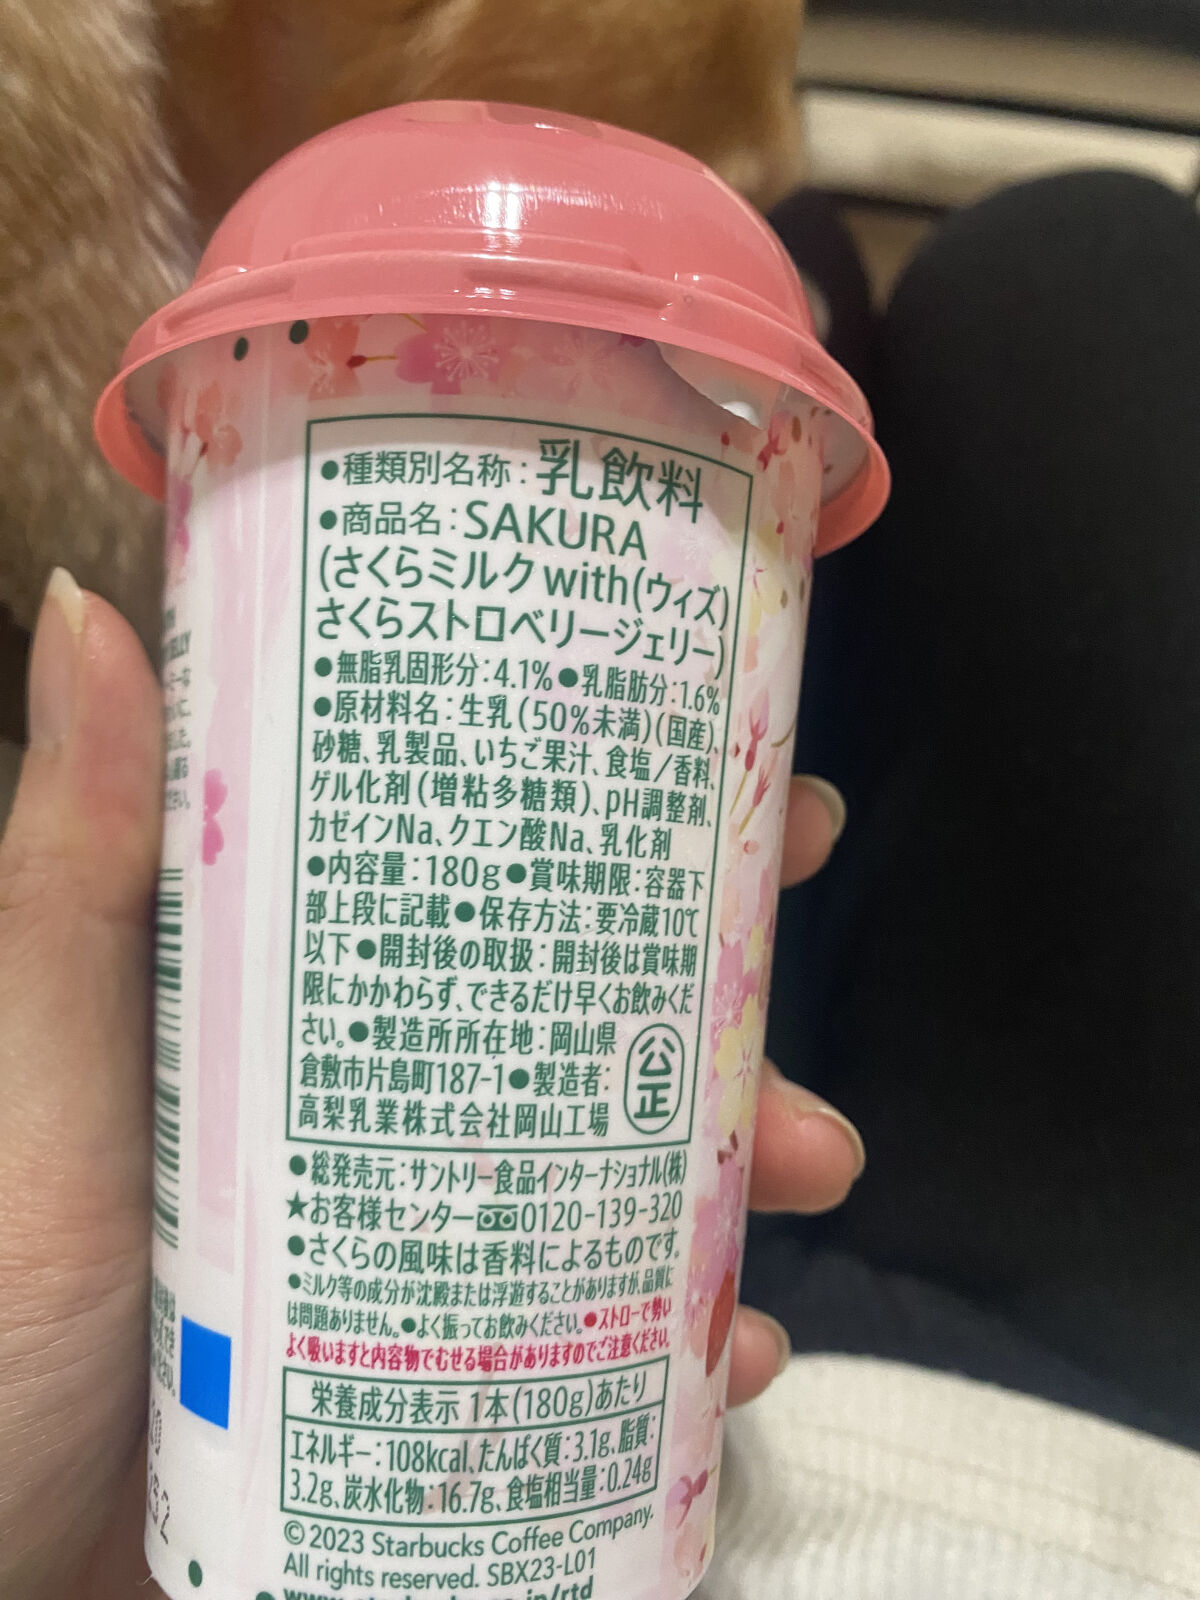 ●種類別名称:乳飲料
●商品名:SAKURA
(さくらミルクwith(ウィズ)
さくらストロベリージェリー)
●無脂乳固形分:4.1%●乳脂肪分:1.6%
●原材料名:生乳(50%未満)(国産)、
砂糖、乳製品、いちご果汁、食塩/香料、
ゲル化剤(増粘多糖類)、pH調整剤、
カゼインNa、クエン酸Na、乳化剤
●内容量:180g●賞味期限:容器下
部上段に記載●保存方法:要冷蔵10℃
以下●開封後の取扱:開封後は賞味期
限にかかわらず、できるだけ早くお飲みくだ
さい。●製造所所在地:岡山県
倉敷市片島町187-1●製造者:
高梨乳業株式会社岡山工場
公正
●総発売元:サントリー食品インターナショナル(株)
★お客様センター0120-139-320
●さくらの風味は香料によるものです。
●ミルク等の成分が沈殿または浮遊することがありますが、品質に
は問題ありません。●よく振ってお飲みください。●ストローで勢い
よく吸いますと内容物でむせる場合がありますのでご注意ください。
栄養成分表示 1本(180g)あたり
エネルギー:108kcal、たんぱく質:3.1g、脂質:
3.2g、炭水化物:16.7g、食塩相当量:0.24g
© 2023 Starbucks Coffee Company.
All rights reserved. SBX23-L01